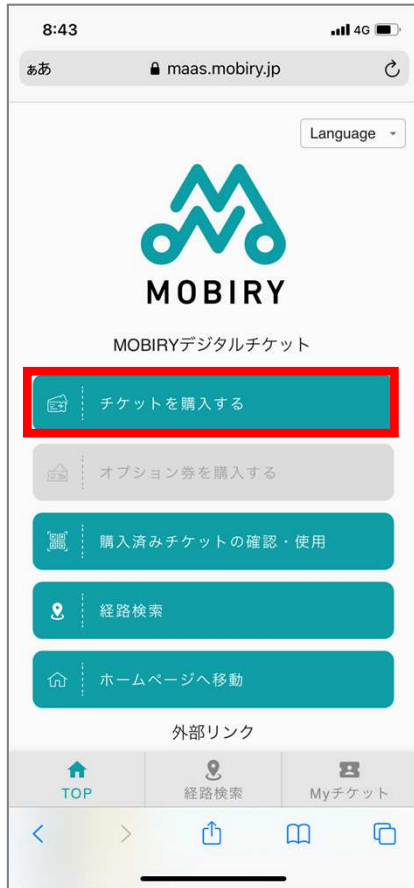 8:43
4G
ぁあ
maas.mobiry.jp
Language
MOBIRY
MOBIRYデジタルチケット
チケットを購入する
オプション券を購入する
購入済みチケットの確認・使用
経路検索
ホームページへ移動
外部リンク
TOP
経路検索
Myチケット